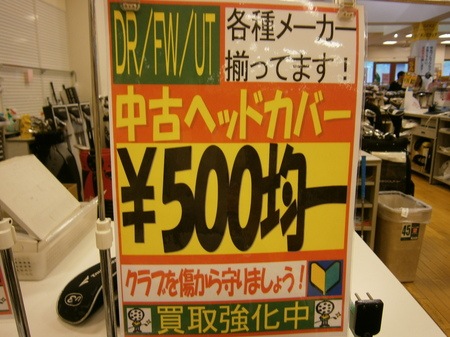 DR/FW/UT
各種メーカー
揃ってます！
中古ヘッドカバー
¥500均一
クラブを傷から守りましょう！
買取強化中
45